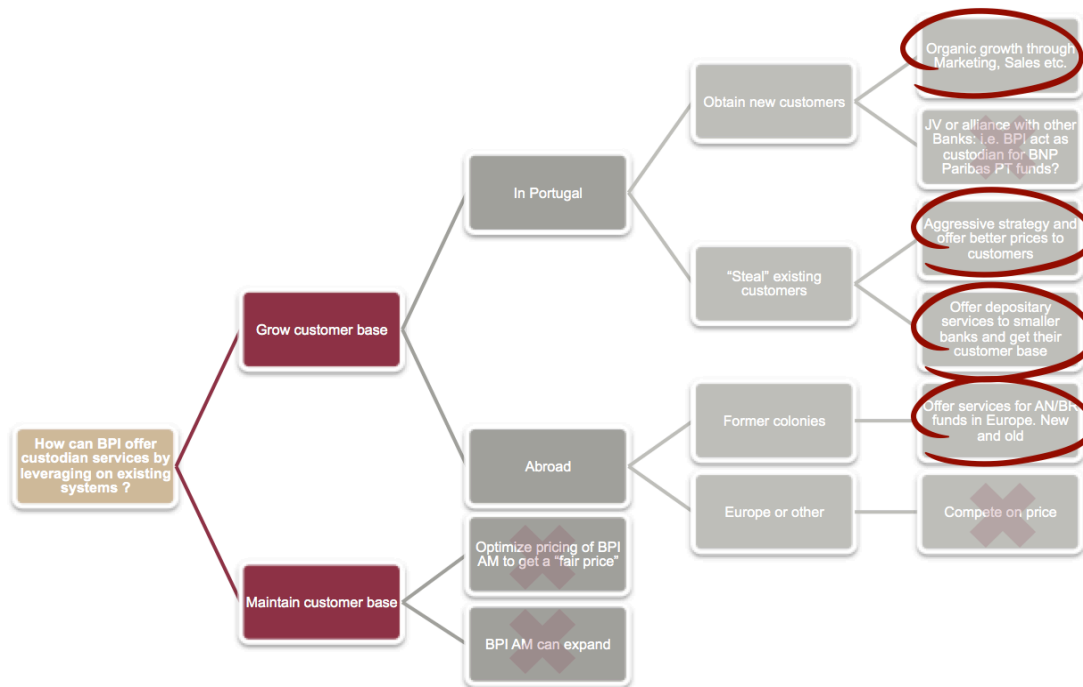 Organic growth through
Marketing, Sales etc.
Obtain new customers
JV or alliance with other
Banks: i.e. BPI act as
custodian for BNP
Paribas PT funds?
In Portugal
Aggressive strategy and
offer better prices to
customers
“Steal” existing
customers
Offer depositary
services to smaller
banks and get their
customer base
Grow customer base
Former colonies
Offer services for AN/BR
funds in Europe. New
and old
How can BPI offer
custodian services by
leveraging on existing
systems ?
Abroad
Europe or other
Compete on price
Optimize pricing of BPI
AM to get a “fair price”
Maintain customer base
BPI AM can expand